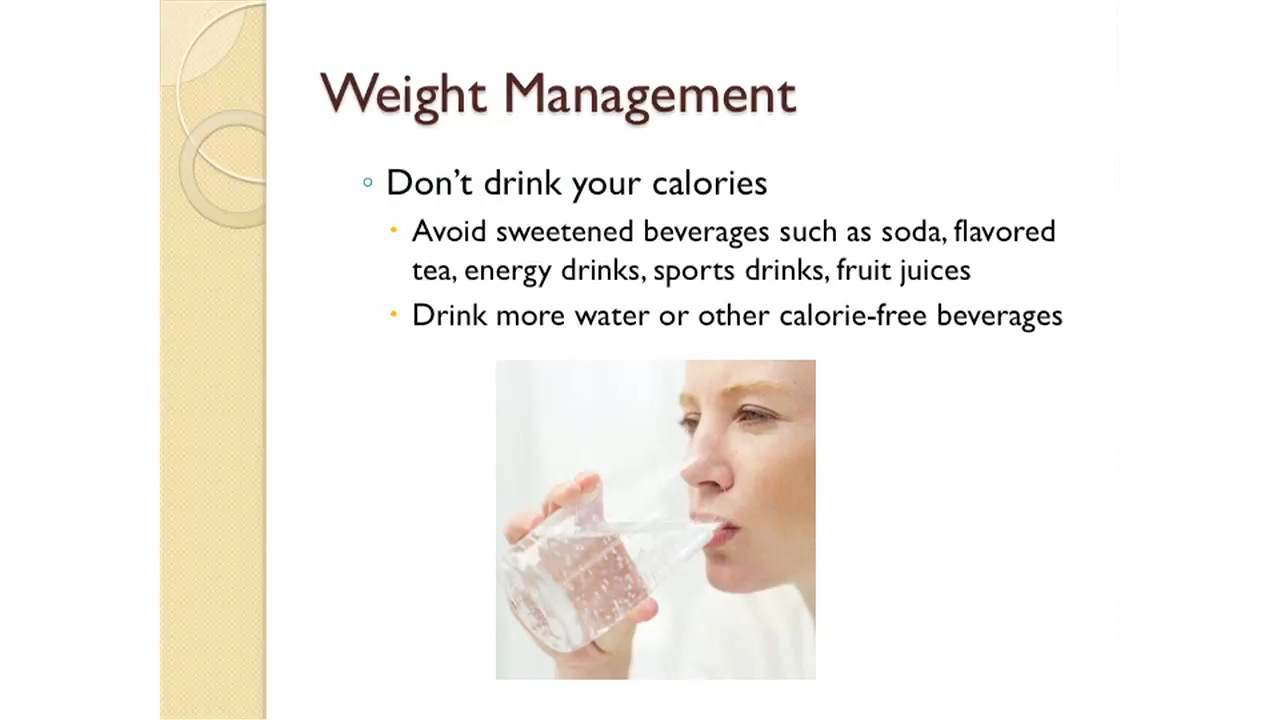 Weight Management
Don't drink your calories
Avoid sweetened beverages such as soda, flavored
tea, energy drinks, sports drinks, fruit juices
Drink more water or other calorie-free beverages